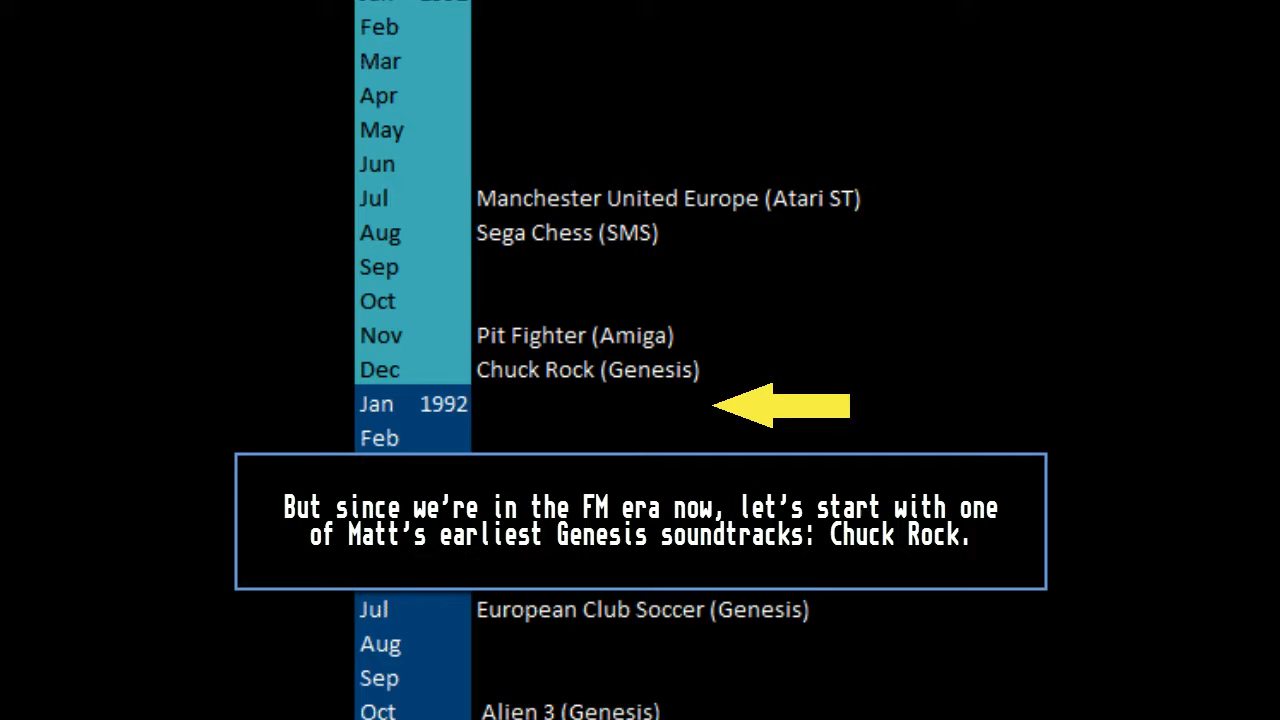 Feb
Mar
Apr
May
Jun
Jul Manchester United Europe (Atari ST)
Aug Sega Chess (SMS)
Sep
Oct
Nov Pit Fighter (Amiga)
Dec Chuck Rock (Genesis)
Jan 1992
Feb
But since we're in the FM era now, let's start with one
of Matt's earliest Genesis soundtracks: Chuck Rock.
Jul European Club Soccer (Genesis)
Aug
Sep
Oct Alien 3 (Genesis)